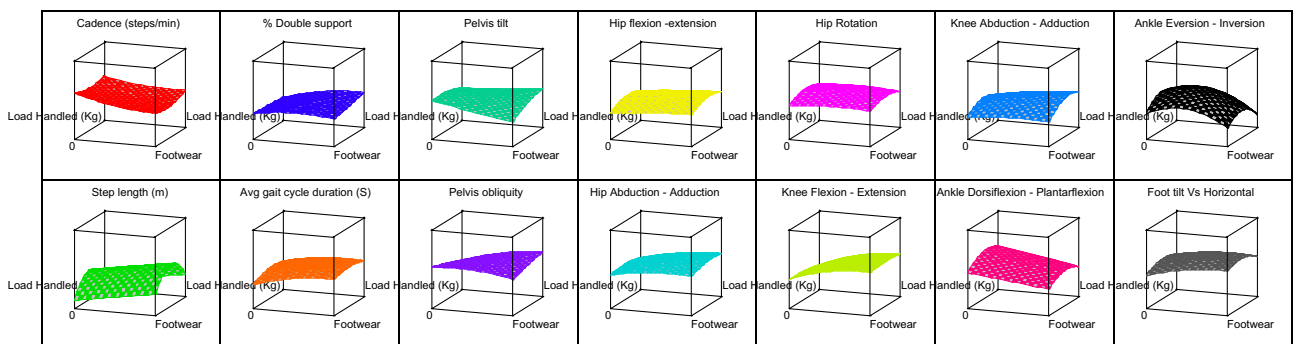 Cadence (steps/min)
% Double support
Pelvis tilt
Hip flexion -extension
Hip Rotation
Knee Abduction - Adduction
Ankle Eversion - Inversion
Load Handled (Kg)
Load Handled (Kg)
Load Handled (Kg)
Load Handled (Kg)
Load Handled (Kg)
Load Handled (Kg)
Load Handled (Kg)
0
0
0
0
0
0
0
Footwear
Footwear
Footwear
Footwear
Footwear
Footwear
Footwear
Step length (m)
Avg gait cycle duration (S)
Pelvis obliquity
Hip Abduction - Adduction
Knee Flexion - Extension
Ankle Dorsiflexion - Plantarflexion
Foot tilt Vs Horizontal
Load Handled (Kg)
Load Handled (Kg)
Load Handled (Kg)
Load Handled (Kg)
Load Handled (Kg)
Load Handled (Kg)
Load Handled (Kg)
0
0
0
0
0
0
0
Footwear
Footwear
Footwear
Footwear
Footwear
Footwear
Footwear